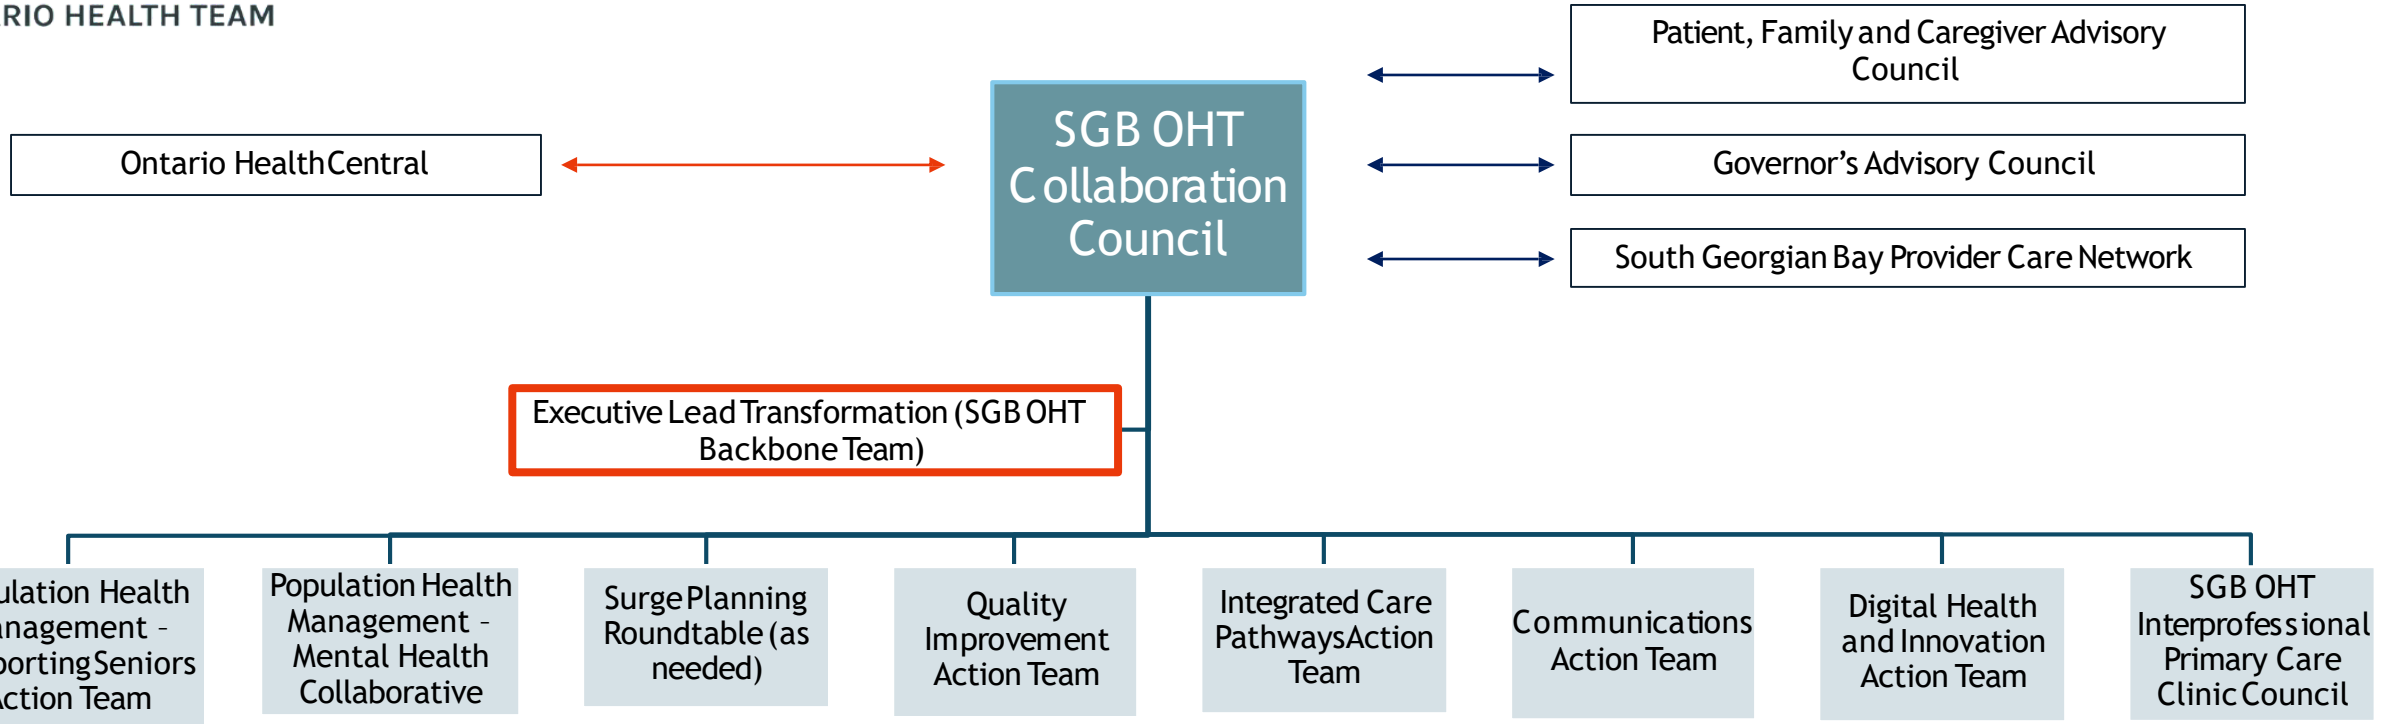 RIO HEALTH TEAM
Patient, Family and Caregiver Advisory
Council
SGB OHT
Collaboration
Council
Ontario Health Central
Governor’s Advisory Council
South Georgian Bay Provider Care Network
Executive Lead Transformation (SGB OHT
Backbone Team)
ulation Health
nagement –
porting Seniors
ction Team
Population Health
Management –
Mental Health
Collaborative
Surge Planning
Roundtable (as
needed)
Quality
Improvement
Action Team
Integrated Care
Pathways Action
Team
Communications
Action Team
Digital Health
and Innovation
Action Team
SGB OHT
Interprofessional
Primary Care
Clinic Council